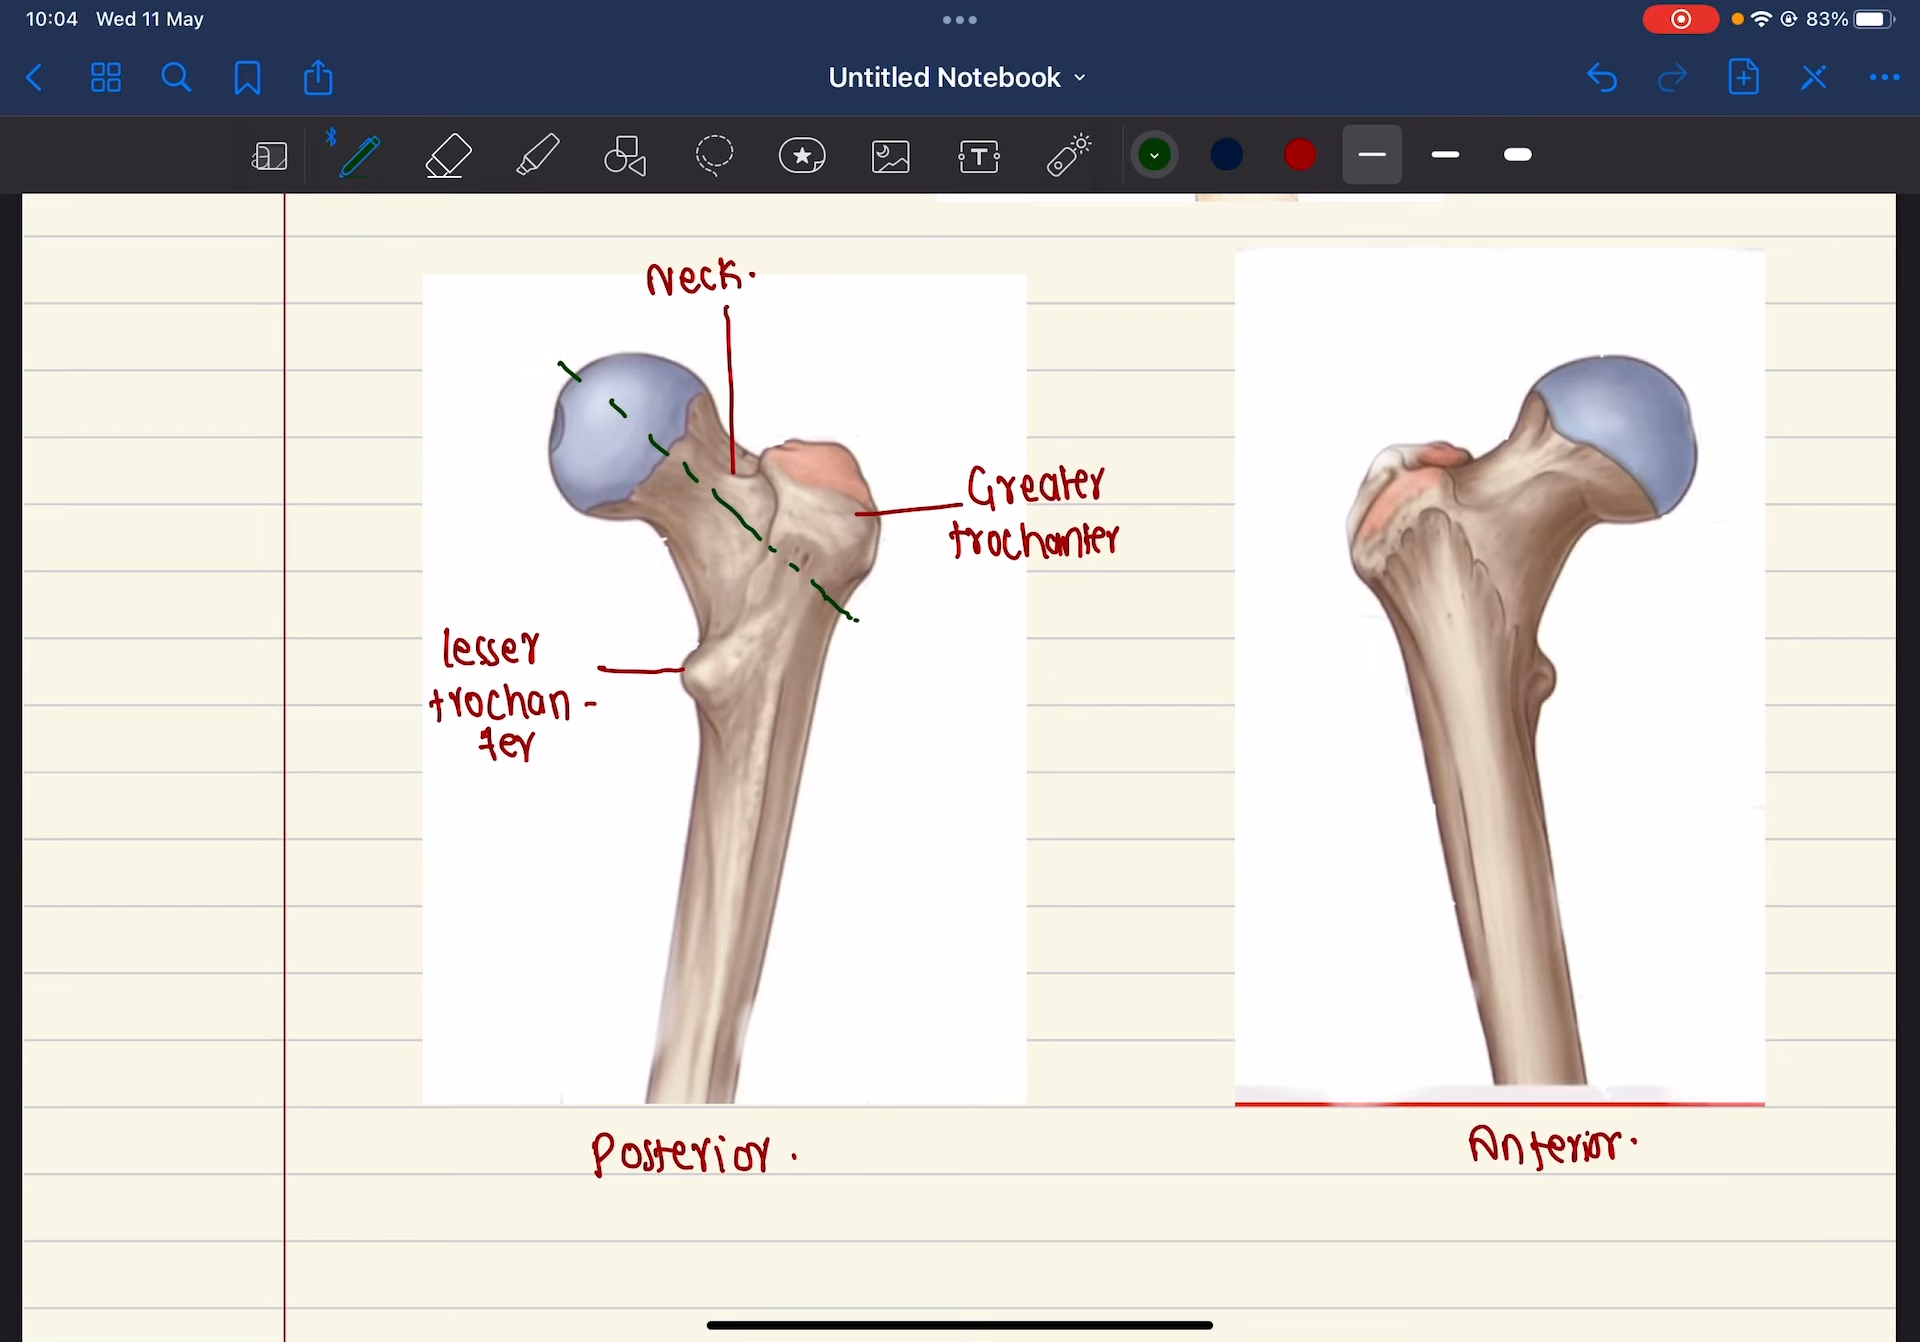 10:04 Wed 11 May
83%
Untitled Notebook
T
Neck.
Greater
trochanter
lesser
trochan-
ter
Posterior.
Anterior.